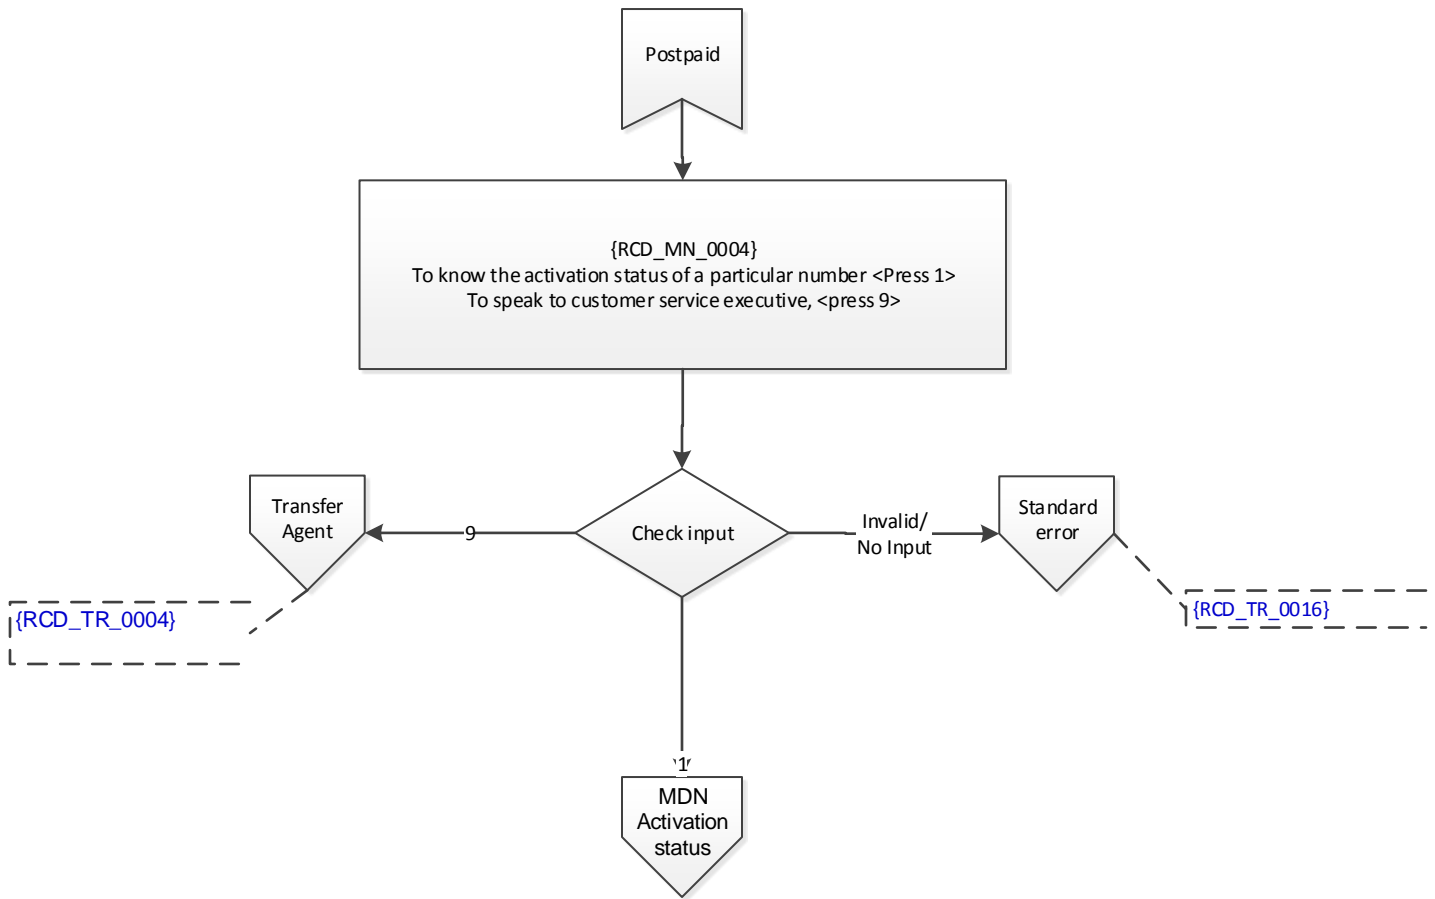 Postpaid
{RCD_MN_0004}
To know the activation status of a particular number <Press 1>
To speak to customer service executive, <press 9>
Transfer
Agent
9
Check input
Invalid/
No Input
Standard
error
{RCD_TR_0004}
{RCD_TR_0016}
1
MDN
Activation
status